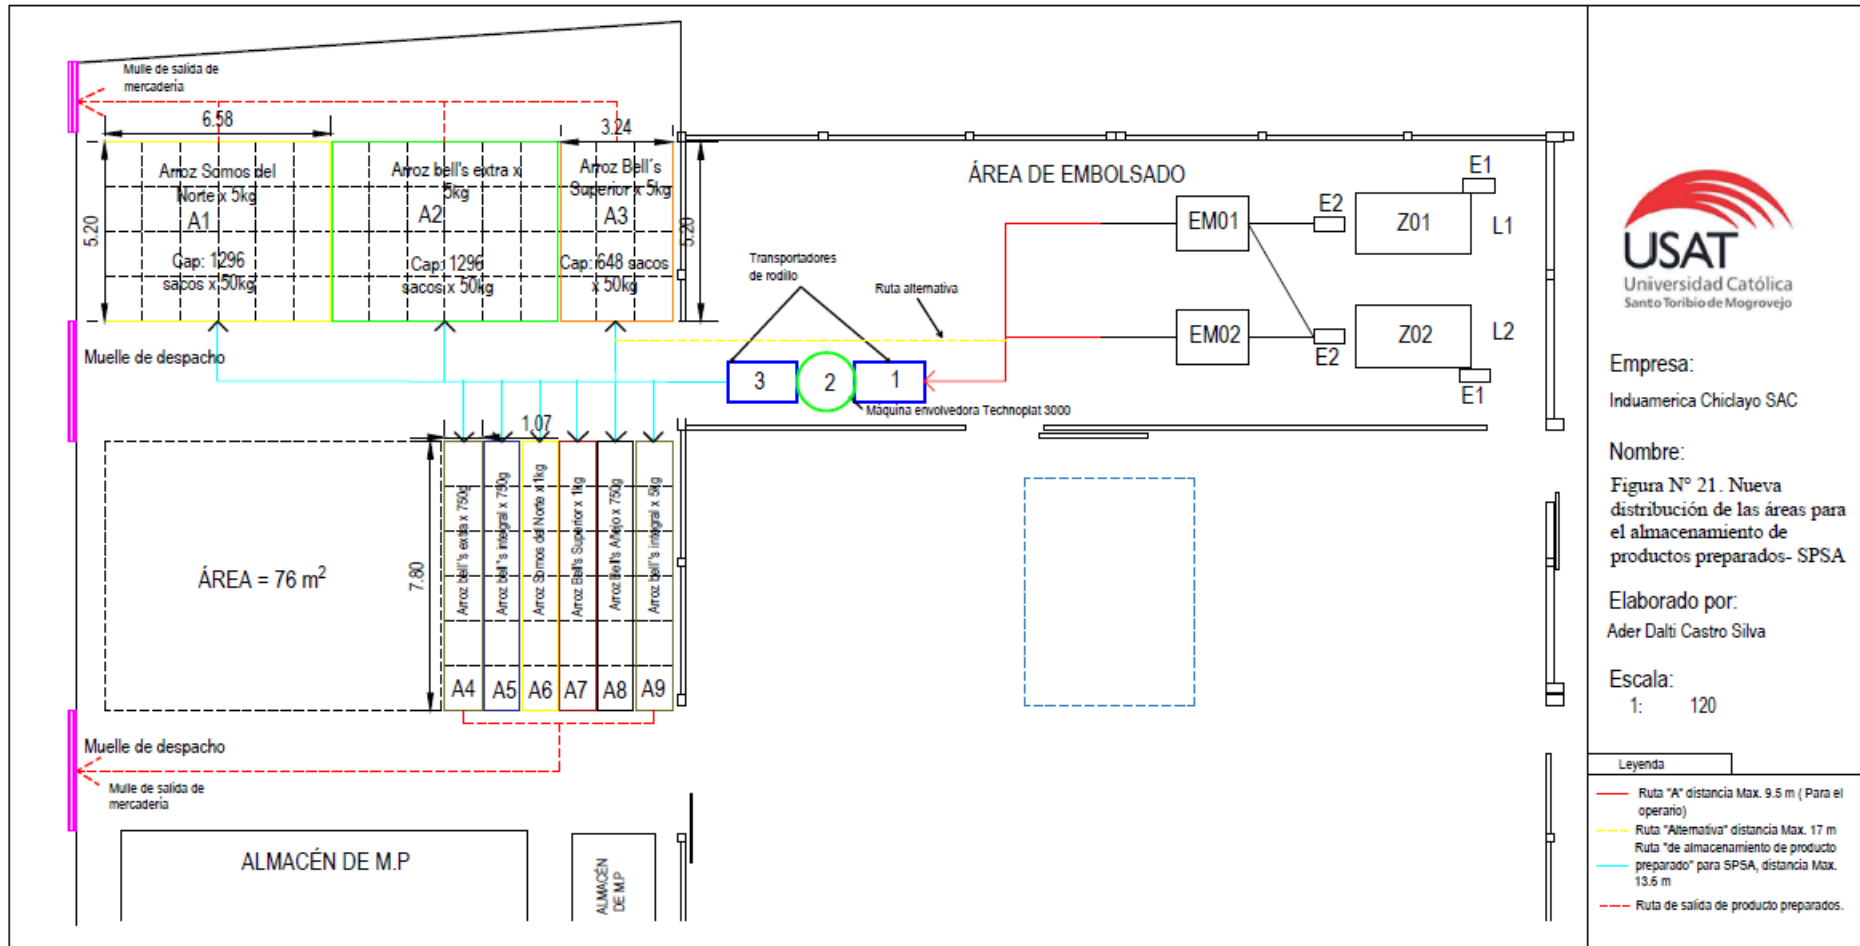 Mulle de salida de
mercadería
6.58
3.24
5.20
Arroz Somos del
Norte x 5kg
A1
Cap: 1296
sacos x 50kg
Arroz bell's extra x
5kg
A2
Cap: 1296
sacos x 50kg
Arroz Bell´s
Superior x 5kg
A3
Cap: 648 sacos
x 50kg
5.20
ÁREA DE EMBOLSADO
E1
E2
EM01
Z01
L1
Transportadores
de rodillo
Ruta alternativa
EM02
E2
Z02
L2
E1
Muelle de despacho
3
2
1
Máquina envolvedora Technoplat 3000
1.07
7.80
ÁREA = 76 m²
Arroz bell's extra x 750g
Arroz bell's integral x 750g
Arroz Somos del Norte x 1kg
Arroz Bell's Superior x 1kg
Arroz Bell's Añejo x 750g
Arroz bell's integral x 5kg
A4
A5
A6
A7
A8
A9
Muelle de despacho
Mulle de salida de
mercadería
ALMACÉN DE M.P
ALMACÉN
DE M.P
USAT
Universidad Católica
Santo Toribio de Mogrovejo
Empresa:
Induamerica Chiclayo SAC
Nombre:
Figura N° 21. Nueva
distribución de las áreas para
el almacenamiento de
productos preparados- SPSA
Elaborado por:
Ader Dalti Castro Silva
Escala:
1: 120
Leyenda
Ruta "A" distancia Max. 9.5 m ( Para el
operario)
Ruta "Alternativa" distancia Max. 17 m
Ruta "de almacenamiento de producto
preparado" para SPSA, distancia Max.
13.6 m
Ruta de salida de producto preparados.